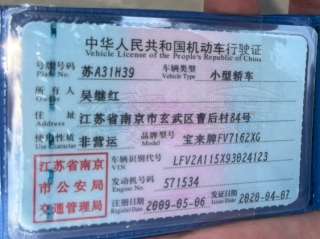 中华人民共和国机动车行驶证
Vehicle License of the People's Republic of China
号牌号码 苏A31H39 车辆类型 小型轿车
Plate No. Vehicle Type
所有人 吴继红
Owner
住址 江苏省南京市玄武区曹后村84号
Address
使用性质 非营运 品牌型号 宝来牌FV7162XG
江苏省南京 车辆识别代号 LFV2A115X93024123
VIN
市公安局 发动机号码 571534
Engine No.
交通管理局 注册日期 2009-05-06 发证日期 2020-04-07
Register Date Issue Date